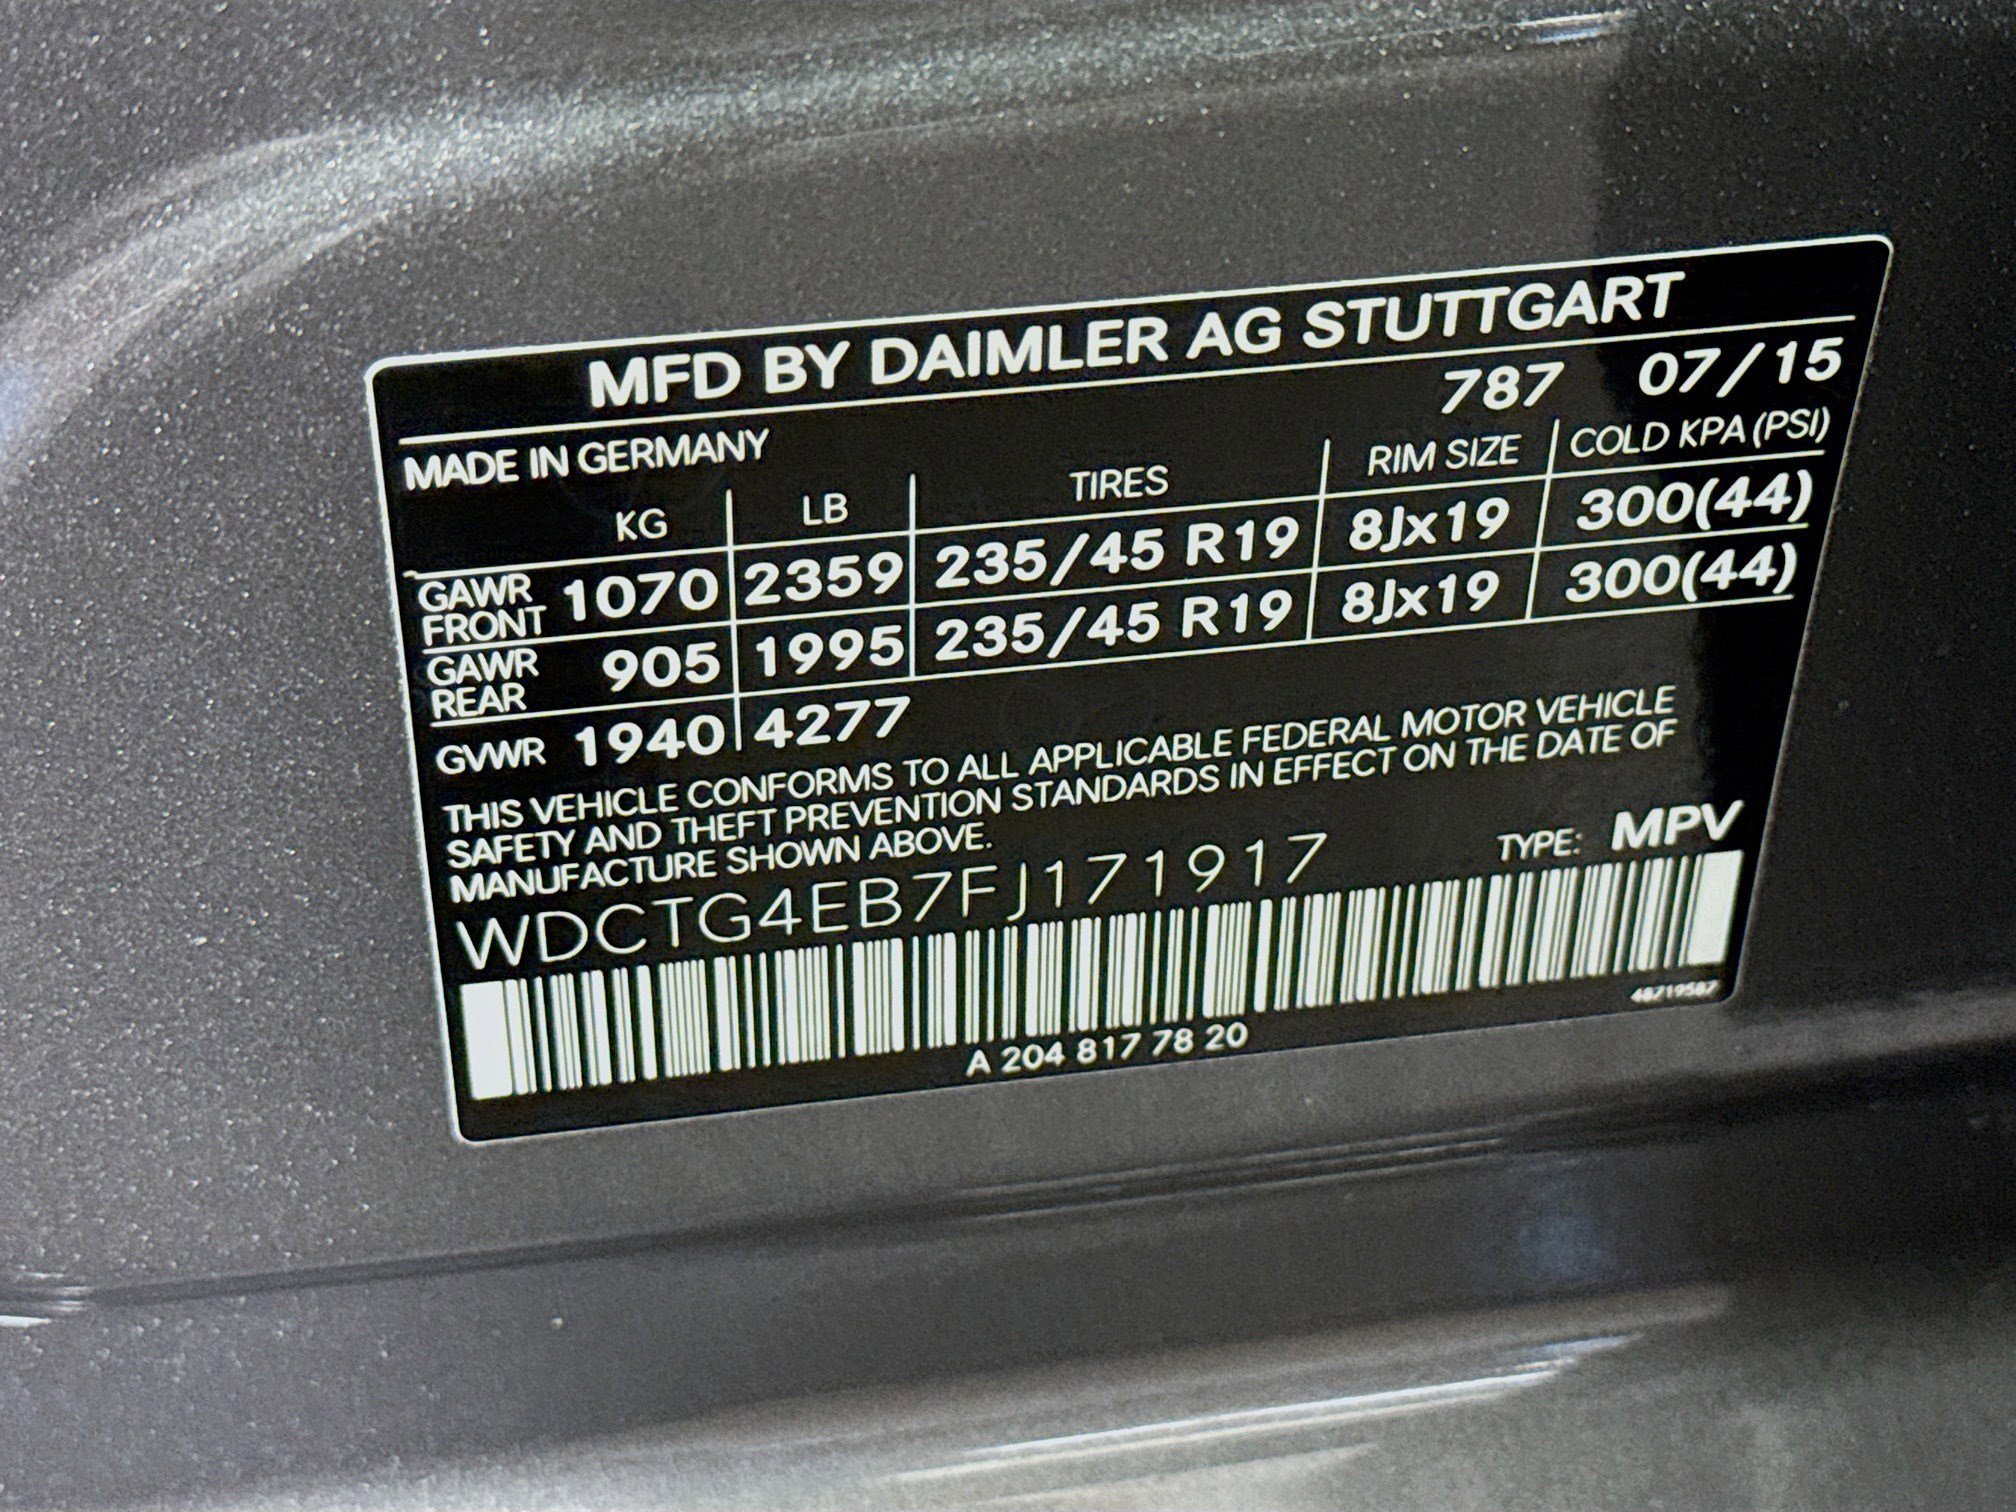 MFD BY DAIMLER AG STUTTGART
787 07/15
MADE IN GERMANY
KG LB TIRES RIM SIZE COLD KPA (PSI)
GAWR FRONT 1070 2359 235/45 R19 8Jx19 300(44)
GAWR REAR 905 1995 235/45 R19 8Jx19 300(44)
GVWR 1940 4277
THIS VEHICLE CONFORMS TO ALL APPLICABLE FEDERAL MOTOR VEHICLE
SAFETY AND THEFT PREVENTION STANDARDS IN EFFECT ON THE DATE OF
MANUFACTURE SHOWN ABOVE.
WDCTG4EB7FJ171917 TYPE: MPV
48719587
A 204 817 78 20